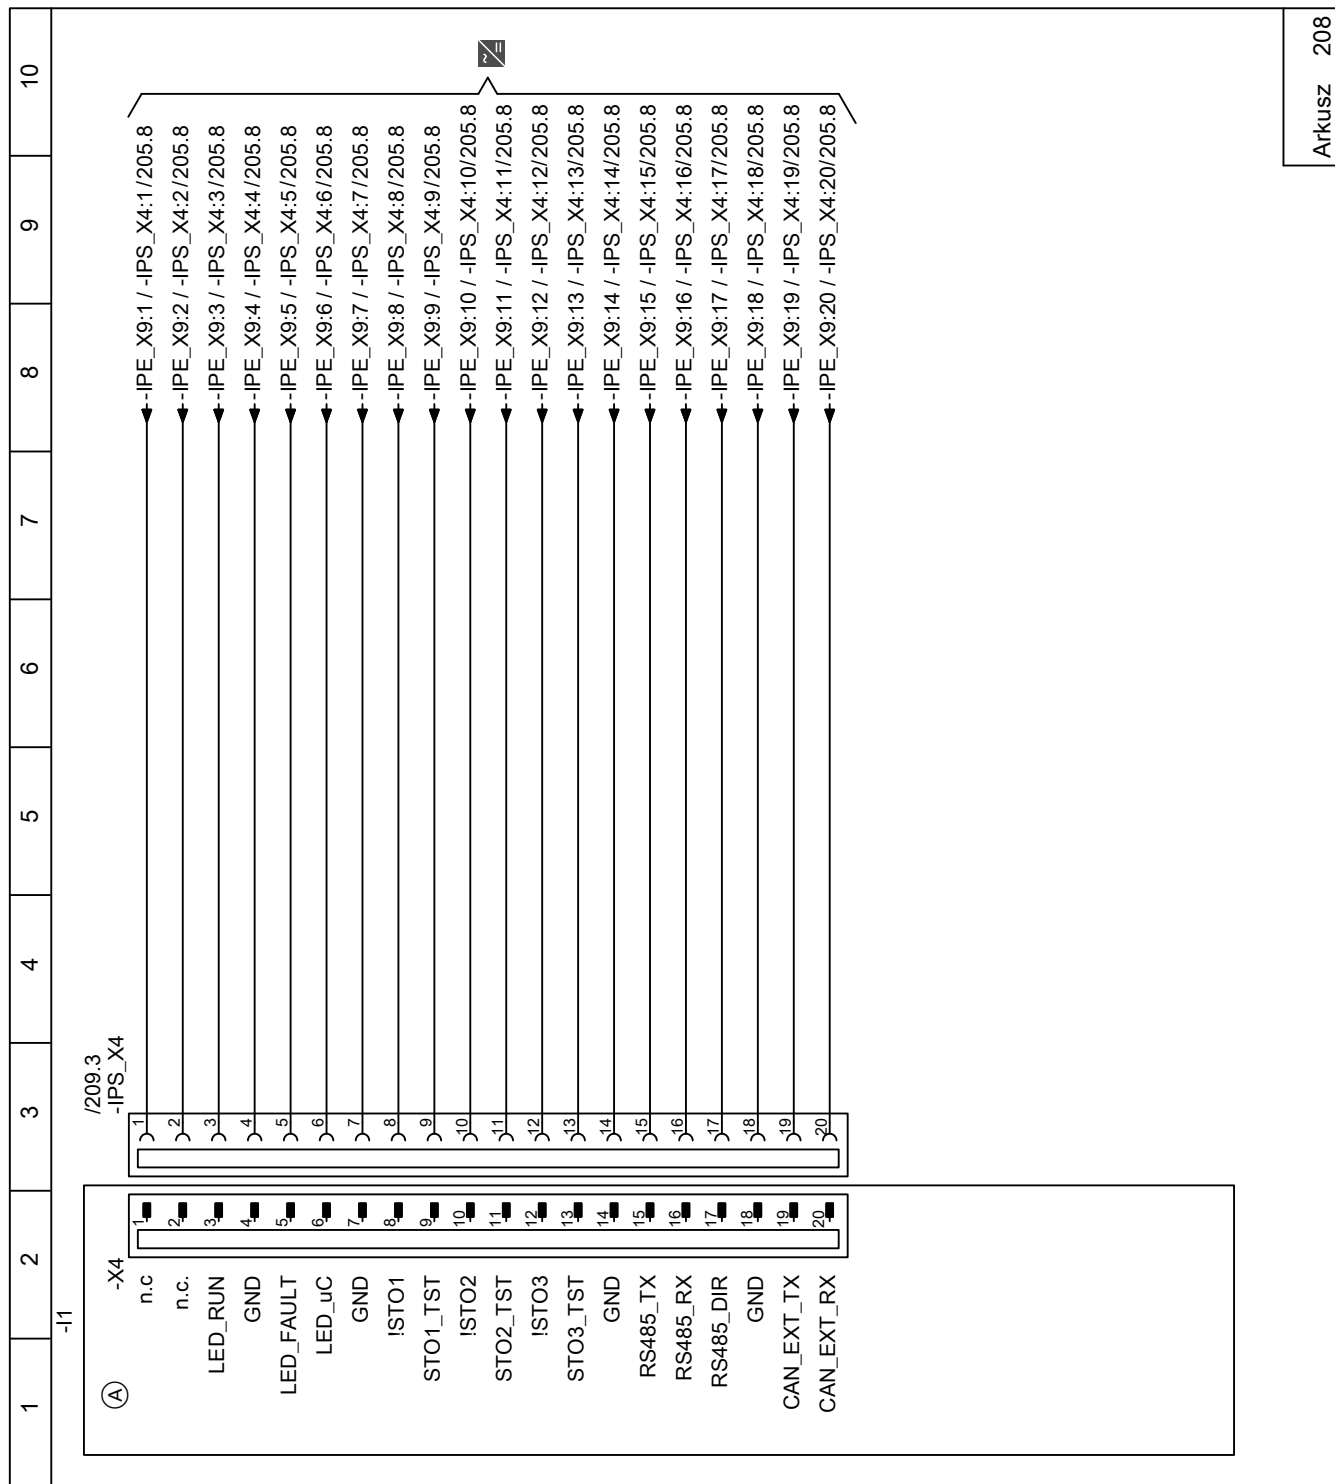 10
9
8
7
6
5
4
3
2
1
Arkusz 208
-IPE_X9:1 / -IPS_X4:1/205.8
-IPE_X9:2 / -IPS_X4:2/205.8
-IPE_X9:3 / -IPS_X4:3/205.8
-IPE_X9:4 / -IPS_X4:4/205.8
-IPE_X9:5 / -IPS_X4:5/205.8
-IPE_X9:6 / -IPS_X4:6/205.8
-IPE_X9:7 / -IPS_X4:7/205.8
-IPE_X9:8 / -IPS_X4:8/205.8
-IPE_X9:9 / -IPS_X4:9/205.8
-IPE_X9:10 / -IPS_X4:10/205.8
-IPE_X9:11 / -IPS_X4:11/205.8
-IPE_X9:12 / -IPS_X4:12/205.8
-IPE_X9:13 / -IPS_X4:13/205.8
-IPE_X9:14 / -IPS_X4:14/205.8
-IPE_X9:15 / -IPS_X4:15/205.8
-IPE_X9:16 / -IPS_X4:16/205.8
-IPE_X9:17 / -IPS_X4:17/205.8
-IPE_X9:18 / -IPS_X4:18/205.8
-IPE_X9:19 / -IPS_X4:19/205.8
-IPE_X9:20 / -IPS_X4:20/205.8
/209.3
-IPS_X4
1 2 3 4 5 6 7 8 9 10 11 12 13 14 15 16 17 18 19 20
-I1
A
-X4
1 2 3 4 5 6 7 8 9 10 11 12 13 14 15 16 17 18 19 20
n.c
n.c.
LED_RUN
GND
LED_FAULT
LED_uC
GND
!STO1
STO1_TST
!STO2
STO2_TST
!STO3
STO3_TST
GND
RS485_TX
RS485_RX
RS485_DIR
GND
CAN_EXT_TX
CAN_EXT_RX